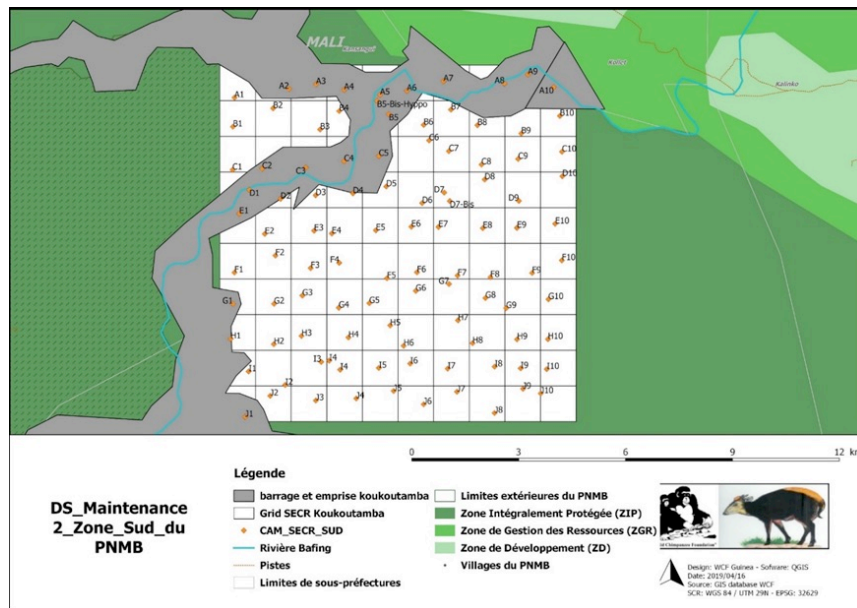 MALI
Kansangui
Kolet
Kalinko
A1
A2
A3
A4
A5
A6
A7
A8
A9
A10
B5-Bis-Hyppo
B1
B2
B3
B4
B5
B6
B7
B8
B9
B10
C1
C2
C3
C4
C5
C6
C7
C8
C9
C10
D1
D2
D3
D4
D5
D6
D7
D7-Bis
D8
D9
D10
E1
E2
E3
E4
E5
E6
E7
E8
E9
E10
F1
F2
F3
F4
F5
F6
F7
F8
F9
F10
G1
G2
G3
G4
G5
G6
G7
G8
G9
G10
H1
H2
H3
H4
H5
H6
H7
H8
H9
H10
I1
I2
I3
I4
I4
I5
I6
I7
I8
I9
I10
J1
J2
J3
J4
J5
J6
J7
J8
J9
J10
0 3 6 9 12 km
DS_Maintenance
2_Zone_Sud_du
PNMB
Légende
barrage et emprise koukoutamba
Grid SECR Koukoutamba
CAM_SECR_SUD
Rivière Bafing
Pistes
Limites de sous-préfectures
Limites extérieures du PNMB
Zone Intégralement Protégée (ZIP)
Zone de Gestion des Ressources (ZGR)
Zone de Développement (ZD)
Villages du PNMB
Wild Chimpanzee Foundation
Design: WCF Guinea - Sofware: QGIS
Date: 2019/04/16
Source: GIS database WCF
SCR: WGS 84 / UTM 29N - EPSG: 32629